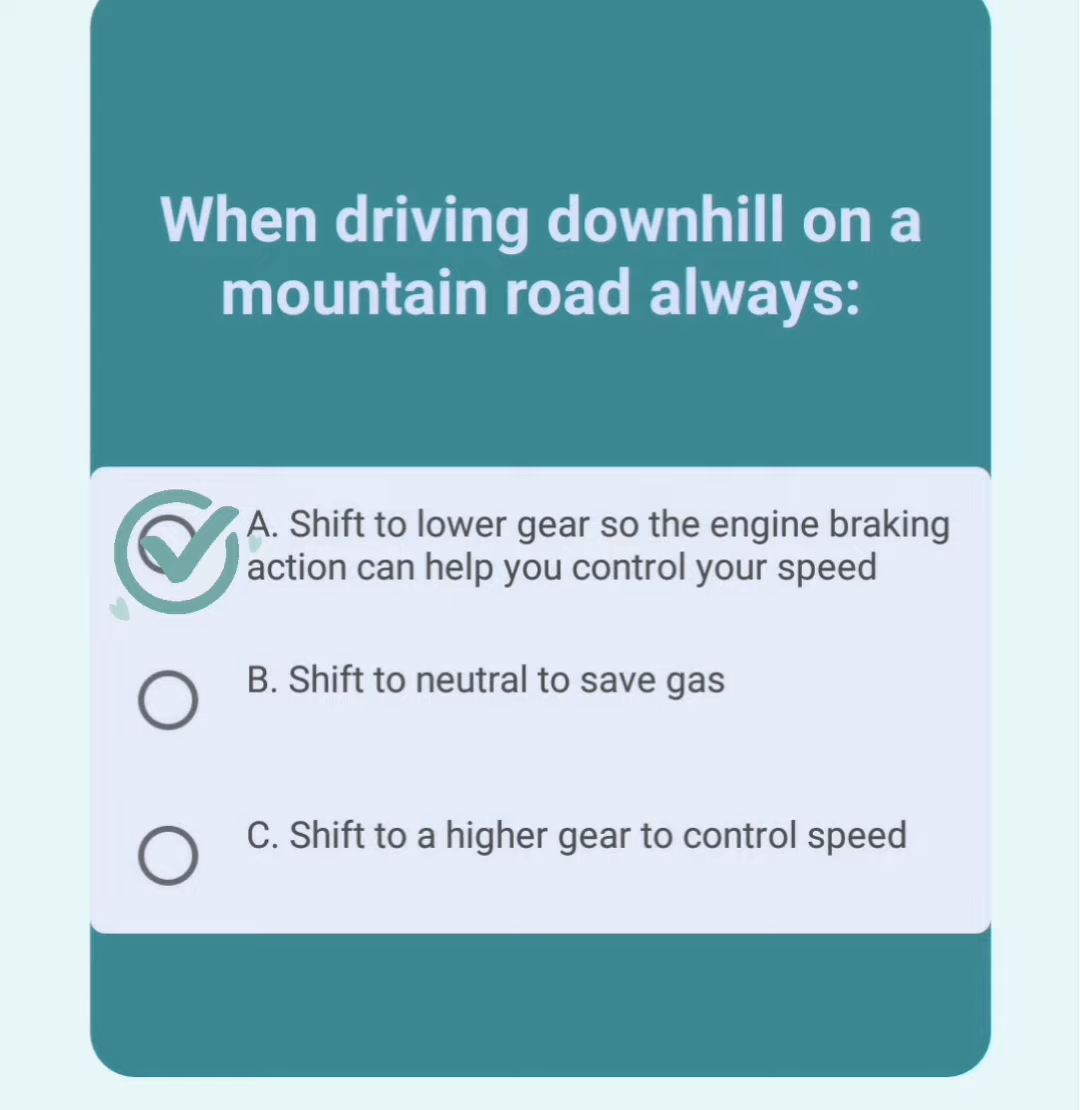 When driving downhill on a
mountain road always:
A. Shift to lower gear so the engine braking
action can help you control your speed
B. Shift to neutral to save gas
C. Shift to a higher gear to control speed